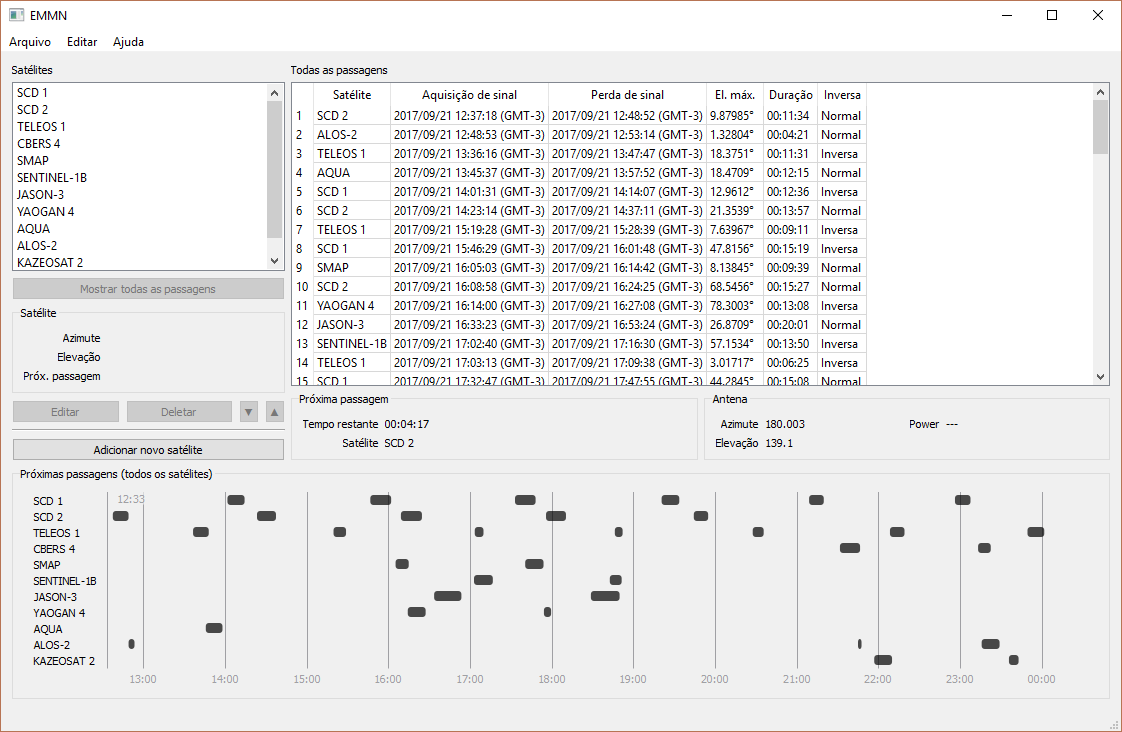 EMMN
Arquivo Editar Ajuda
Satélites
SCD 1
SCD 2
TELEOS 1
CBERS 4
SMAP
SENTINEL-1B
JASON-3
YAOGAN 4
AQUA
ALOS-2
KAZEOSAT 2
Mostrar todas as passagens
Satélite
Azimute
Elevação
Próx. passagem
Editar Deletar ▼ ▲
Adicionar novo satélite
Todas as passagens
Satélite Aquisição de sinal Perda de sinal El. máx. Duração Inversa
1 SCD 2 2017/09/21 12:37:18 (GMT-3) 2017/09/21 12:48:52 (GMT-3) 9.87985° 00:11:34 Normal
2 ALOS-2 2017/09/21 12:48:53 (GMT-3) 2017/09/21 12:53:14 (GMT-3) 1.32804° 00:04:21 Normal
3 TELEOS 1 2017/09/21 13:36:16 (GMT-3) 2017/09/21 13:47:47 (GMT-3) 18.3751° 00:11:31 Inversa
4 AQUA 2017/09/21 13:45:37 (GMT-3) 2017/09/21 13:57:52 (GMT-3) 18.4709° 00:12:15 Inversa
5 SCD 1 2017/09/21 14:01:31 (GMT-3) 2017/09/21 14:14:07 (GMT-3) 12.9612° 00:12:36 Inversa
6 SCD 2 2017/09/21 14:23:14 (GMT-3) 2017/09/21 14:37:11 (GMT-3) 21.3539° 00:13:57 Normal
7 TELEOS 1 2017/09/21 15:19:28 (GMT-3) 2017/09/21 15:28:39 (GMT-3) 7.63967° 00:09:11 Inversa
8 SCD 1 2017/09/21 15:46:29 (GMT-3) 2017/09/21 16:01:48 (GMT-3) 47.8156° 00:15:19 Inversa
9 SMAP 2017/09/21 16:05:03 (GMT-3) 2017/09/21 16:14:42 (GMT-3) 8.13845° 00:09:39 Normal
10 SCD 2 2017/09/21 16:08:58 (GMT-3) 2017/09/21 16:24:25 (GMT-3) 68.5456° 00:15:27 Normal
11 YAOGAN 4 2017/09/21 16:14:00 (GMT-3) 2017/09/21 16:27:08 (GMT-3) 78.3003° 00:13:08 Inversa
12 JASON-3 2017/09/21 16:33:23 (GMT-3) 2017/09/21 16:53:24 (GMT-3) 26.8709° 00:20:01 Normal
13 SENTINEL-1B 2017/09/21 17:02:40 (GMT-3) 2017/09/21 17:16:30 (GMT-3) 57.1534° 00:13:50 Inversa
14 TELEOS 1 2017/09/21 17:03:13 (GMT-3) 2017/09/21 17:09:38 (GMT-3) 3.01717° 00:06:25 Inversa
15 SCD 1 2017/09/21 17:32:47 (GMT-3) 2017/09/21 17:47:55 (GMT-3) 44.2845° 00:15:08 Normal
Próxima passagem
Tempo restante 00:04:17
Satélite SCD 2
Antena
Azimute 180.003 Power ---
Elevação 139.1
Próximas passagens (todos os satélites)
12:33
SCD 1
SCD 2
TELEOS 1
CBERS 4
SMAP
SENTINEL-1B
JASON-3
YAOGAN 4
AQUA
ALOS-2
KAZEOSAT 2
13:00 14:00 15:00 16:00 17:00 18:00 19:00 20:00 21:00 22:00 23:00 00:00